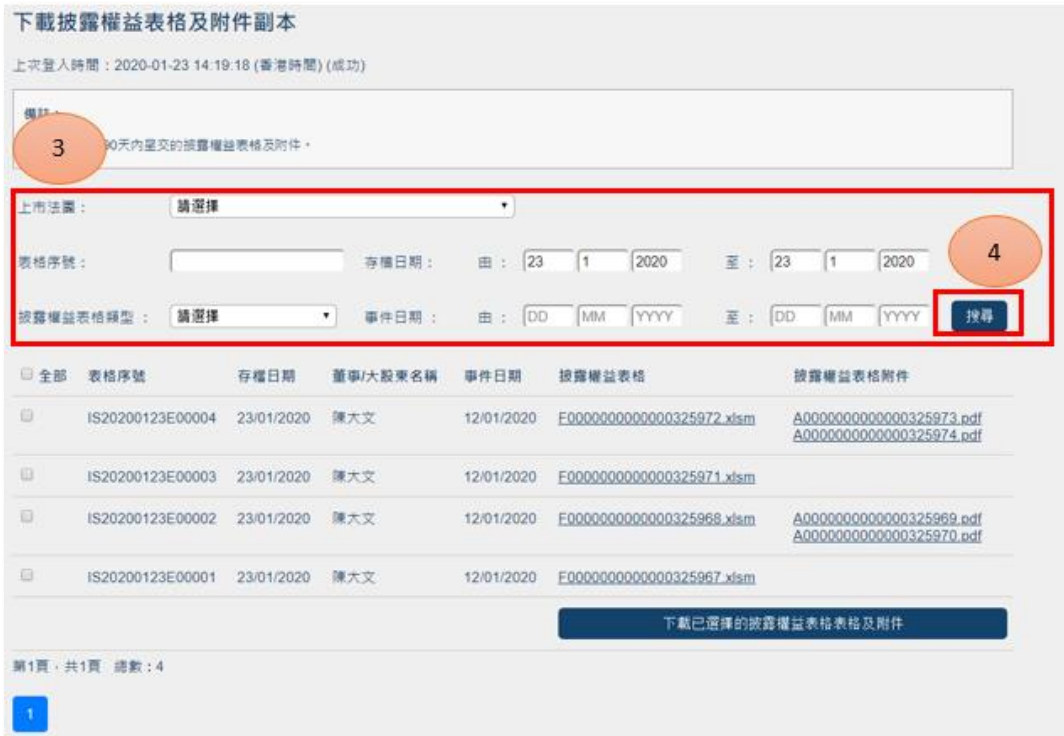 下載披露權益表格及附件副本
上次登入時間：2020-01-23 14:19:18 (香港時間) (成功)
備註：
3
90天內呈交的披露權益表格及附件。
上市法團： 請選擇
4
表格序號： 存檔日期： 由： 23 1 2020 至： 23 1 2020
披露權益表格類型： 請選擇 事件日期： 由： DD MM YYYY 至： DD MM YYYY 搜尋
全部 表格序號 存檔日期 董事/大股東名稱 事件日期 披露權益表格 披露權益表格附件
IS20200123E00004 23/01/2020 陳大文 12/01/2020 F0000000000000325972.xlsm A0000000000000325973.pdf
A0000000000000325974.pdf
IS20200123E00003 23/01/2020 陳大文 12/01/2020 F0000000000000325971.xlsm
IS20200123E00002 23/01/2020 陳大文 12/01/2020 F0000000000000325968.xlsm A0000000000000325969.pdf
A0000000000000325970.pdf
IS20200123E00001 23/01/2020 陳大文 12/01/2020 F0000000000000325967.xlsm
下載已選擇的披露權益表格表格及附件
第1頁，共1頁 總數：4
1